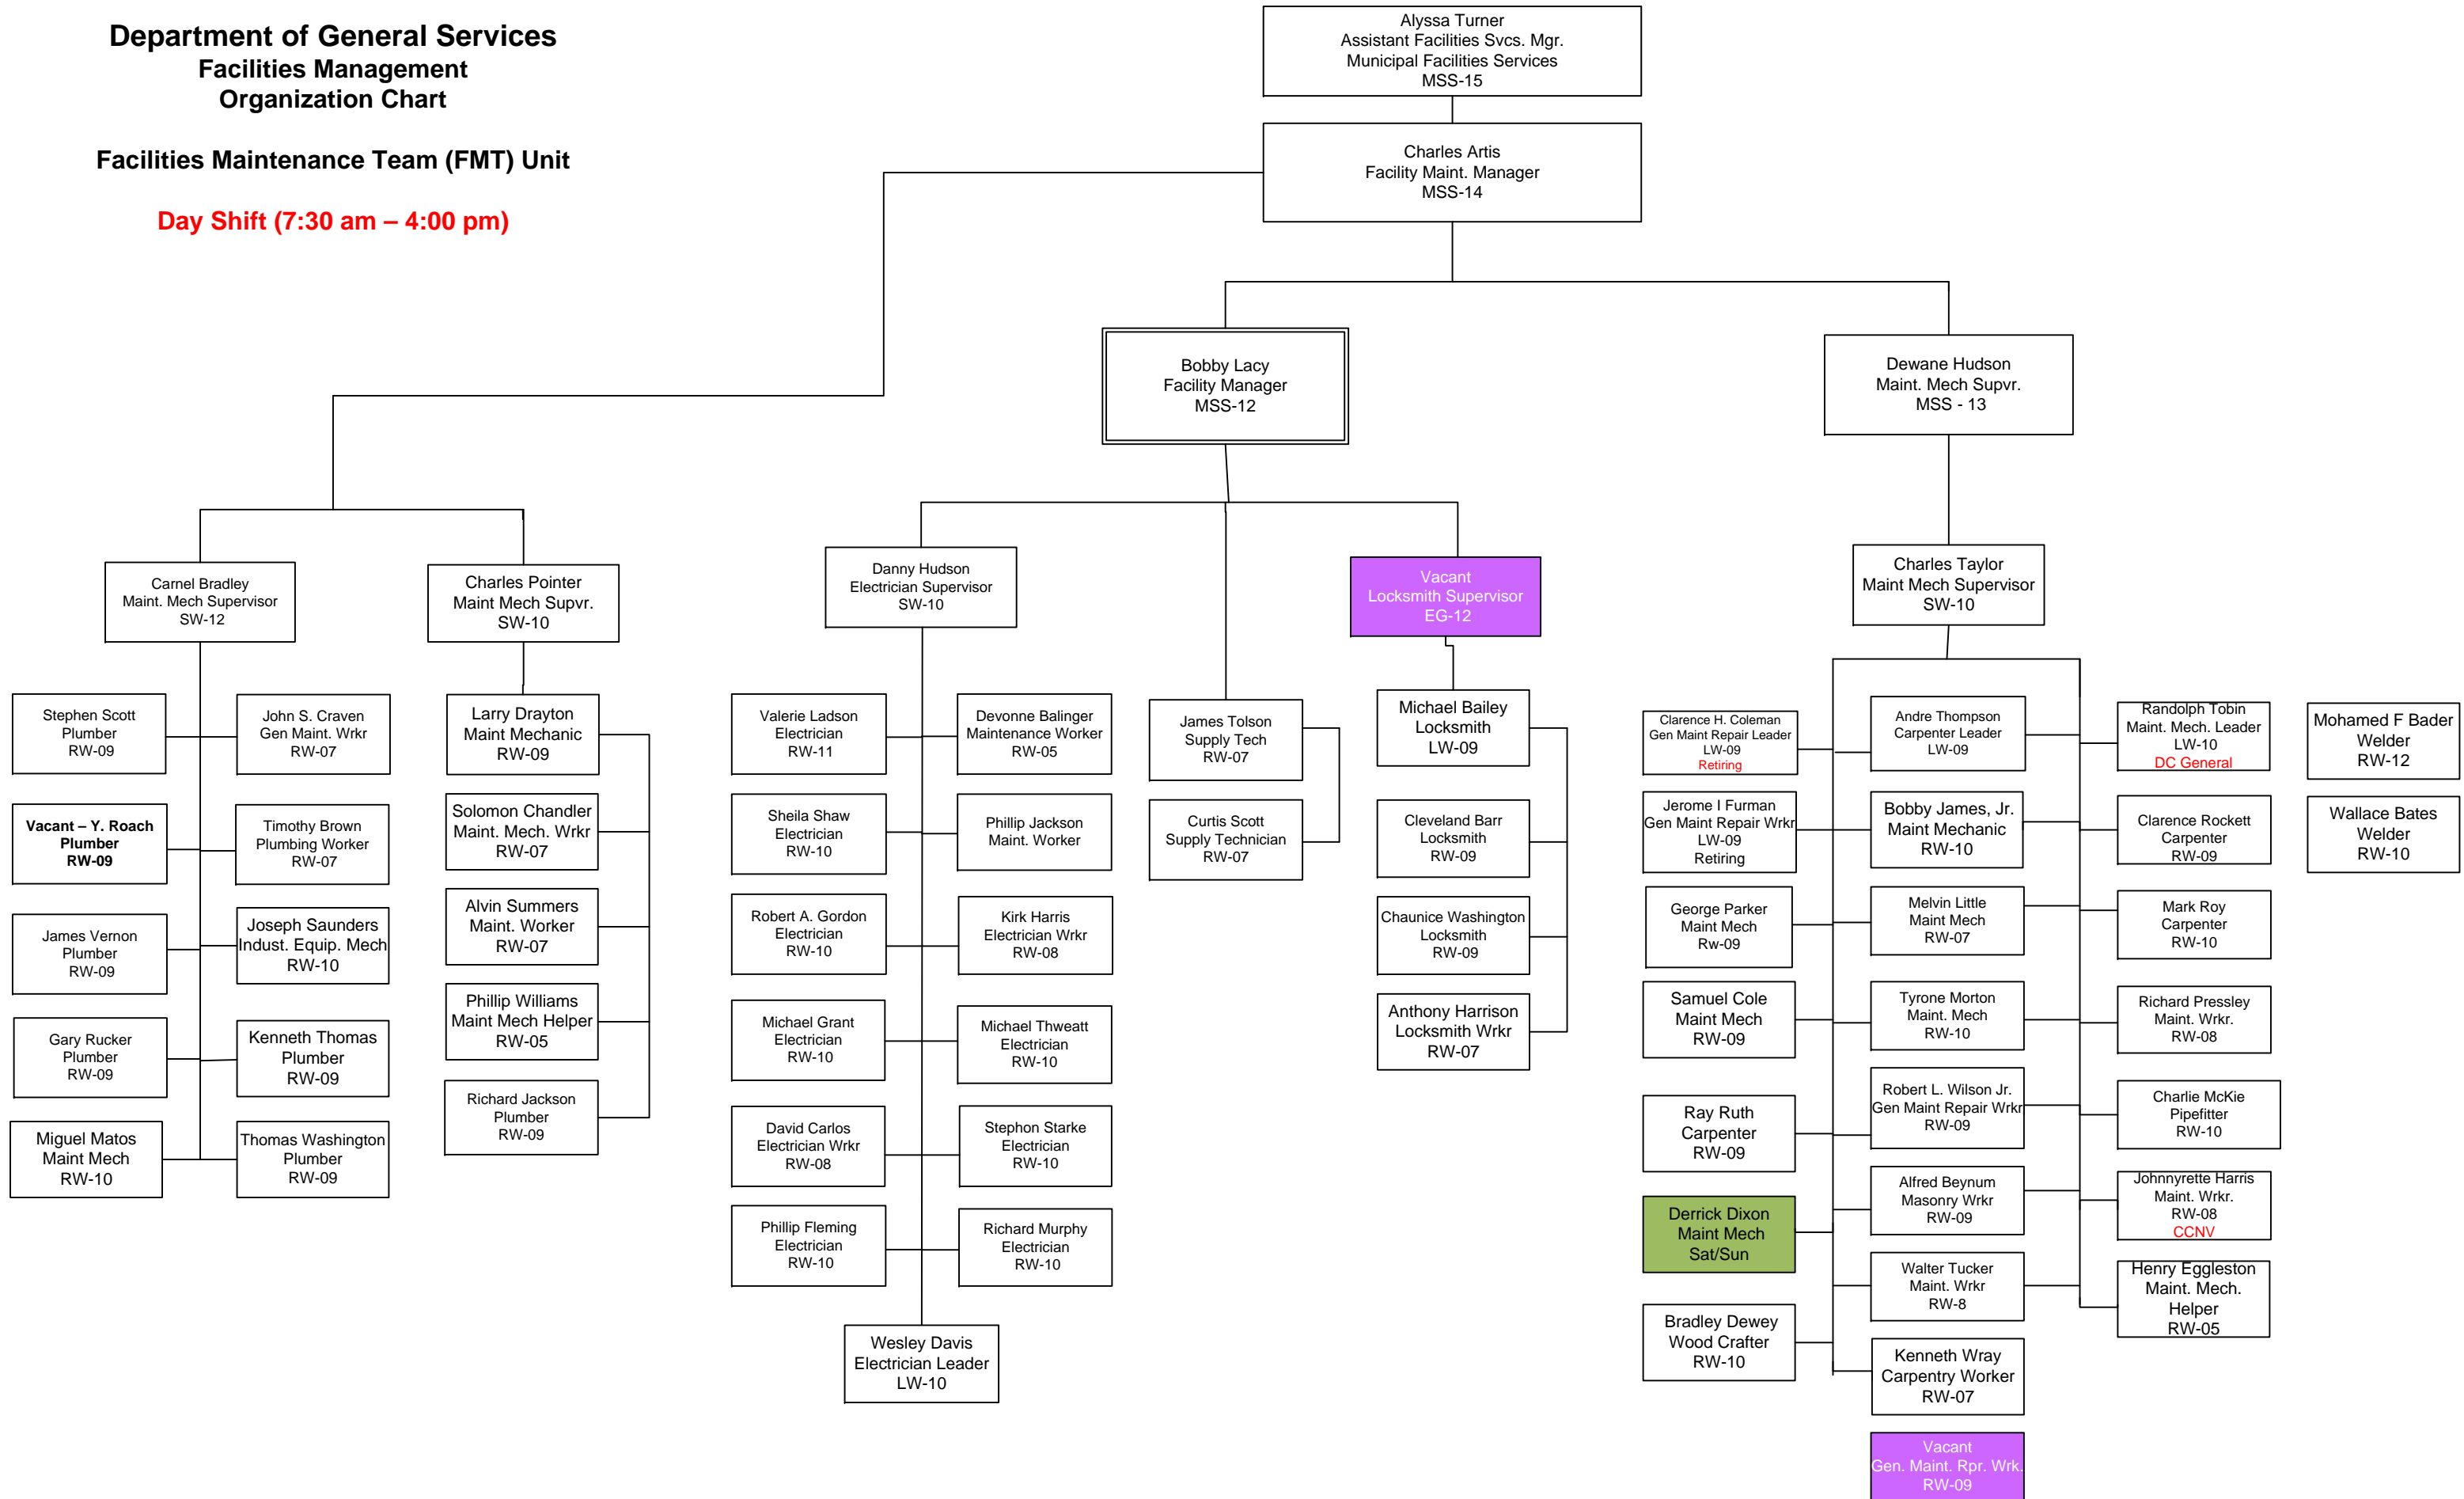 Department of General Services
Facilities Management
Organization Chart
Facilities Maintenance Team (FMT) Unit
Day Shift (7:30 am – 4:00 pm)
Alyssa Turner
Assistant Facilities Svcs. Mgr.
Municipal Facilities Services
MSS-15
Charles Artis
Facility Maint. Manager
MSS-14
Bobby Lacy
Facility Manager
MSS-12
Dewane Hudson
Maint. Mech Supvr.
MSS - 13
Carnel Bradley
Maint. Mech Supervisor
SW-12
Charles Pointer
Maint Mech Supvr.
SW-10
Danny Hudson
Electrician Supervisor
SW-10
Vacant
Locksmith Supervisor
EG-12
Charles Taylor
Maint Mech Supervisor
SW-10
Stephen Scott
Plumber
RW-09
John S. Craven
Gen Maint. Wrkr
RW-07
Vacant – Y. Roach
Plumber
RW-09
Timothy Brown
Plumbing Worker
RW-07
James Vernon
Plumber
RW-09
Joseph Saunders
Indust. Equip. Mech
RW-10
Gary Rucker
Plumber
RW-09
Kenneth Thomas
Plumber
RW-09
Miguel Matos
Maint Mech
RW-10
Thomas Washington
Plumber
RW-09
Larry Drayton
Maint Mechanic
RW-09
Solomon Chandler
Maint. Mech. Wrkr
RW-07
Alvin Summers
Maint. Worker
RW-07
Phillip Williams
Maint Mech Helper
RW-05
Richard Jackson
Plumber
RW-09
Valerie Ladson
Electrician
RW-11
Devonne Balinger
Maintenance Worker
RW-05
Sheila Shaw
Electrician
RW-10
Phillip Jackson
Maint. Worker
Robert A. Gordon
Electrician
RW-10
Kirk Harris
Electrician Wrkr
RW-08
Michael Grant
Electrician
RW-10
Michael Thweatt
Electrician
RW-10
David Carlos
Electrician Wrkr
RW-08
Stephon Starke
Electrician
RW-10
Phillip Fleming
Electrician
RW-10
Richard Murphy
Electrician
RW-10
Wesley Davis
Electrician Leader
LW-10
James Tolson
Supply Tech
RW-07
Curtis Scott
Supply Technician
RW-07
Michael Bailey
Locksmith
LW-09
Cleveland Barr
Locksmith
RW-09
Chaunice Washington
Locksmith
RW-09
Anthony Harrison
Locksmith Wrkr
RW-07
Clarence H. Coleman
Gen Maint Repair Leader
LW-09
Retiring
Jerome I Furman
Gen Maint Repair Wrkr
LW-09
Retiring
George Parker
Maint Mech
Rw-09
Samuel Cole
Maint Mech
RW-09
Ray Ruth
Carpenter
RW-09
Derrick Dixon
Maint Mech
Sat/Sun
Bradley Dewey
Wood Crafter
RW-10
Andre Thompson
Carpenter Leader
LW-09
Bobby James, Jr.
Maint Mechanic
RW-10
Melvin Little
Maint Mech
RW-07
Tyrone Morton
Maint. Mech
RW-10
Robert L. Wilson Jr.
Gen Maint Repair Wrkr
RW-09
Alfred Beynum
Masonry Wrkr
RW-09
Walter Tucker
Maint. Wrkr
RW-8
Kenneth Wray
Carpentry Worker
RW-07
Vacant
Gen. Maint. Rpr. Wrk.
RW-09
Randolph Tobin
Maint. Mech. Leader
LW-10
DC General
Clarence Rockett
Carpenter
RW-09
Mark Roy
Carpenter
RW-10
Richard Pressley
Maint. Wrkr.
RW-08
Charlie McKie
Pipefitter
RW-10
Johnnyrette Harris
Maint. Wrkr.
RW-08
CCNV
Henry Eggleston
Maint. Mech.
Helper
RW-05
Mohamed F Bader
Welder
RW-12
Wallace Bates
Welder
RW-10